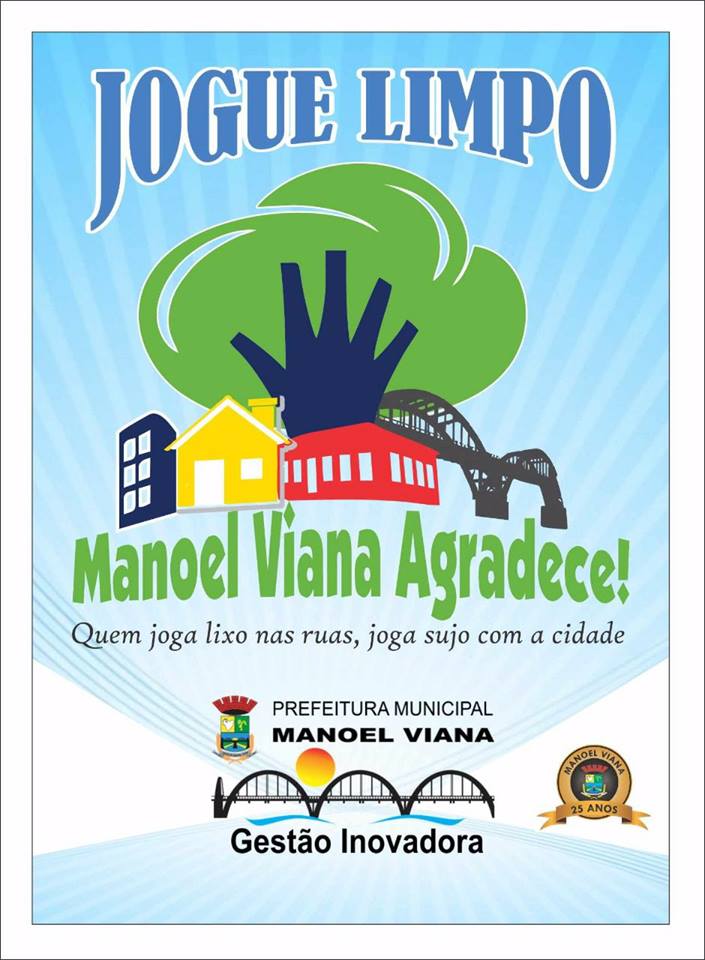 JOGUE LIMPO
Manoel Viana Agradece!
Quem joga lixo nas ruas, joga sujo com a cidade
PREFEITURA MUNICIPAL
MANOEL VIANA
MANOEL VIANA
25 ANOS
Gestão Inovadora